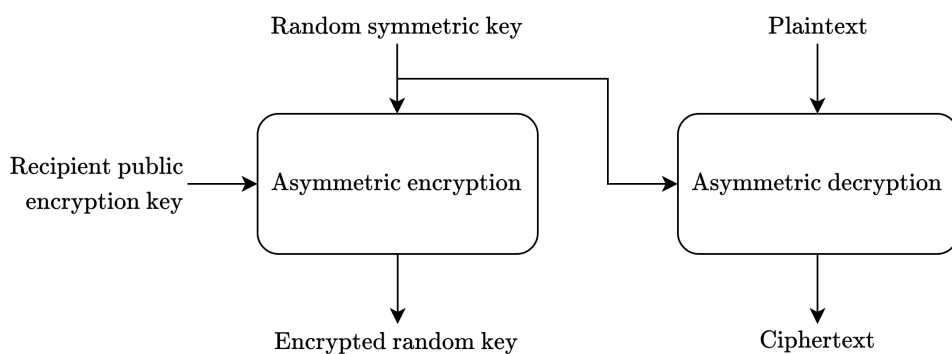 Random symmetric key
Plaintext
Recipient public
encryption key
Asymmetric encryption
Asymmetric decryption
Encrypted random key
Ciphertext